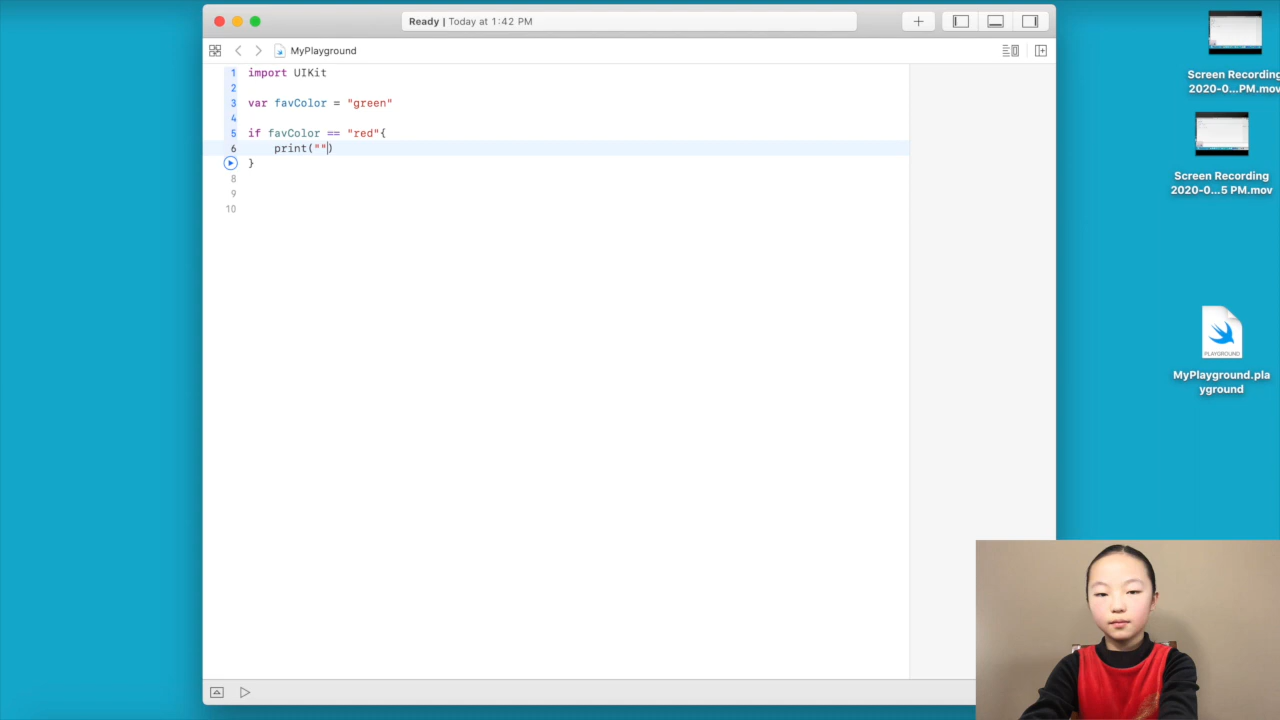 Ready | Today at 1:42 PM
MyPlayground
1 import UIKit
2
3 var favColor = "green"
4
5 if favColor == "red"{
6 print("")
}
8
9
10
Screen Recording
2020-0...PM.mov
Screen Recording
2020-0...5 PM.mov
PLAYGROUND
MyPlayground.pla
yground